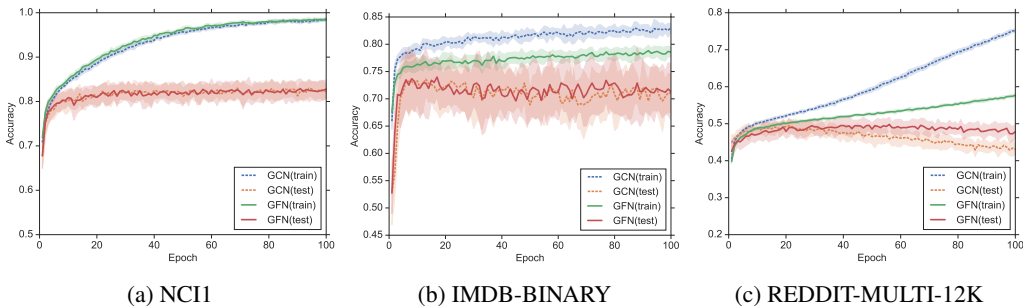 1.0
0.9
0.8
0.7
0.6
0.5
Accuracy
0 20 40 60 80 100
Epoch
GCN(train)
GCN(test)
GFN(train)
GFN(test)
(a) NCI1
0.85
0.80
0.75
0.70
0.65
0.60
0.55
0.50
0.45
Accuracy
0 20 40 60 80 100
Epoch
GCN(train)
GCN(test)
GFN(train)
GFN(test)
(b) IMDB-BINARY
0.8
0.7
0.6
0.5
0.4
0.3
0.2
Accuracy
0 20 40 60 80 100
Epoch
GCN(train)
GCN(test)
GFN(train)
GFN(test)
(c) REDDIT-MULTI-12K